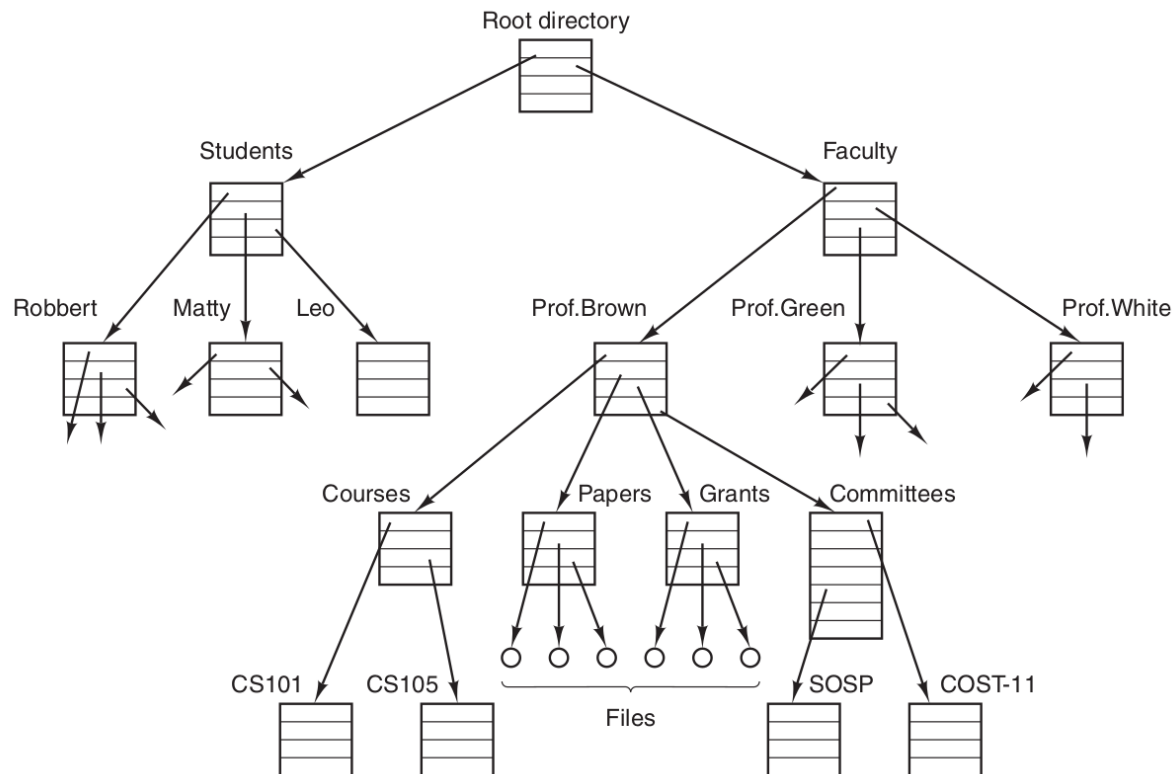 Root directory
Students
Faculty
Robbert
Matty
Leo
Prof.Brown
Prof.Green
Prof.White
Courses
Papers
Grants
Committees
CS101
CS105
SOSP
COST-11
Files